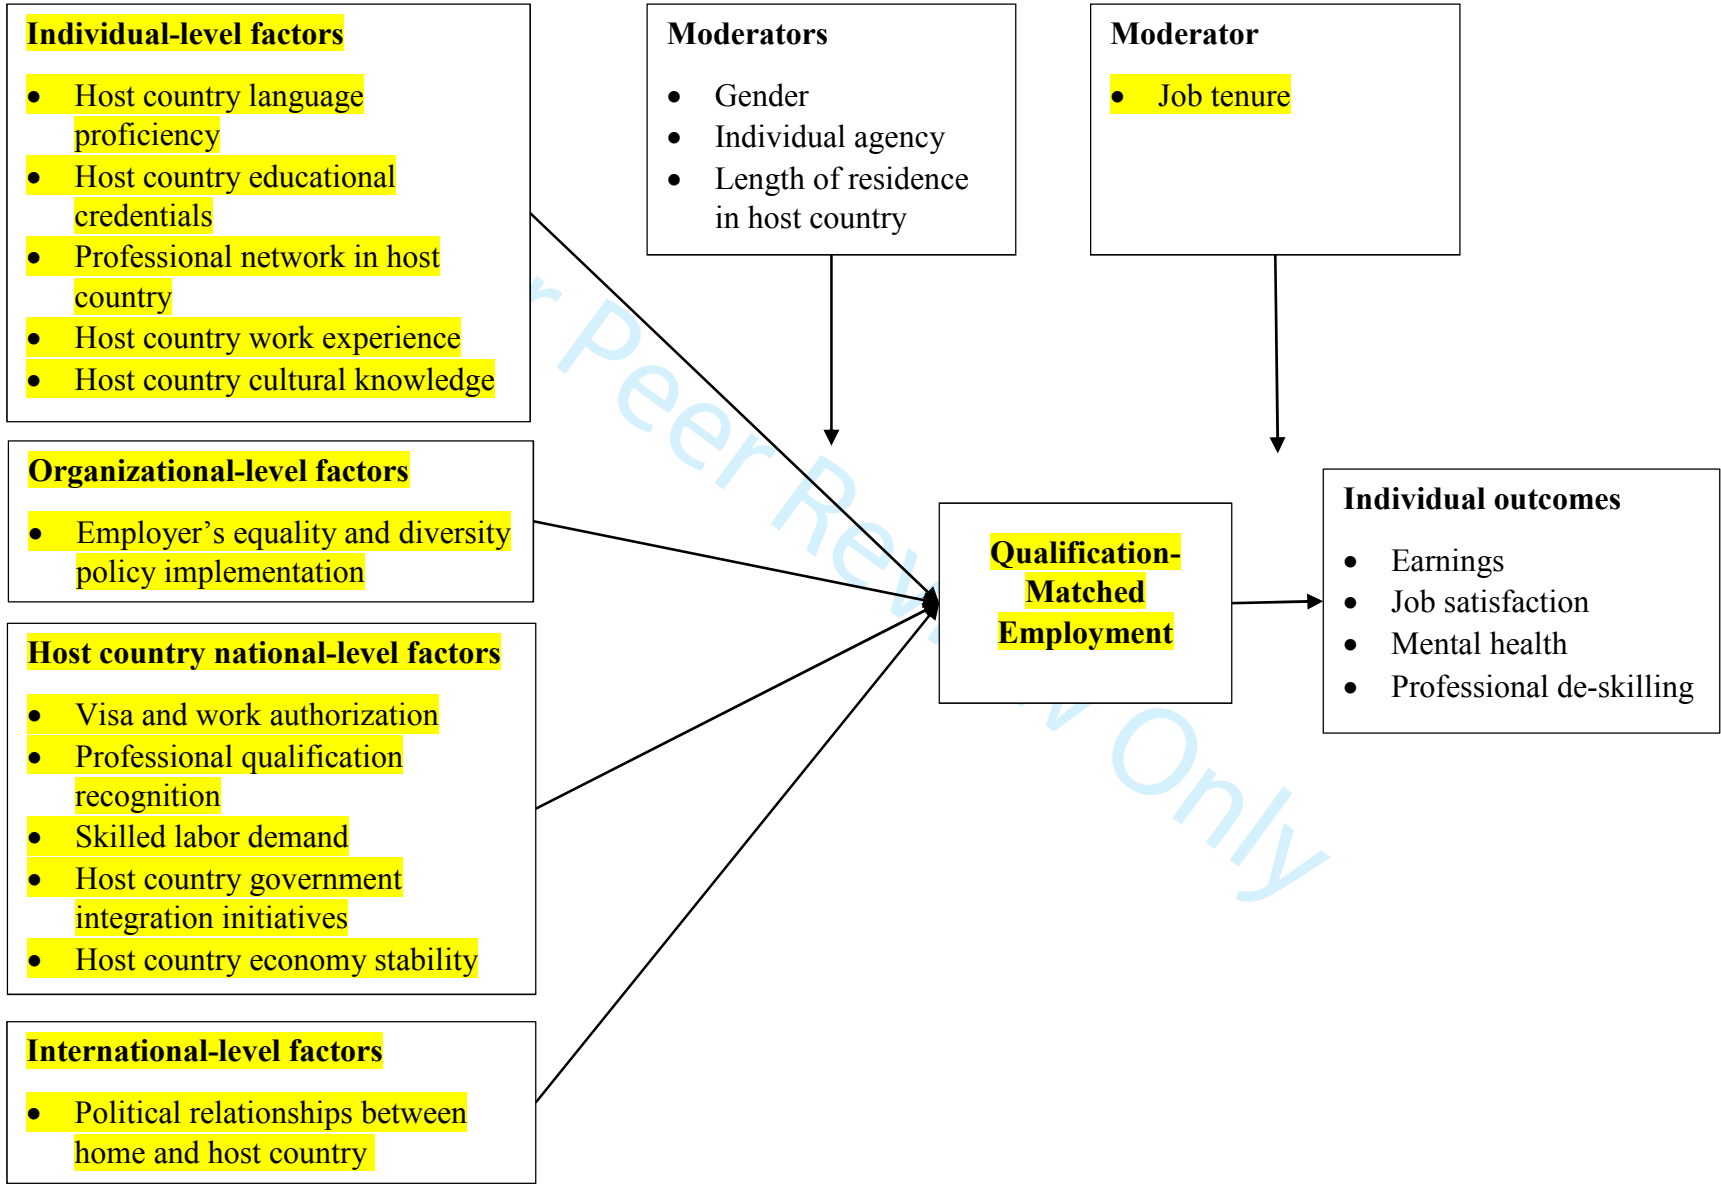 Individual-level factors
• Host country language
proficiency
• Host country educational
credentials
• Professional network in host
country
• Host country work experience
• Host country cultural knowledge
Organizational-level factors
• Employer’s equality and diversity
policy implementation
Host country national-level factors
• Visa and work authorization
• Professional qualification
recognition
• Skilled labor demand
• Host country government
integration initiatives
• Host country economy stability
International-level factors
• Political relationships between
home and host country
Moderators
• Gender
• Individual agency
• Length of residence
in host country
Moderator
• Job tenure
Qualification-
Matched
Employment
Individual outcomes
• Earnings
• Job satisfaction
• Mental health
• Professional de-skilling
r Peer Review Only